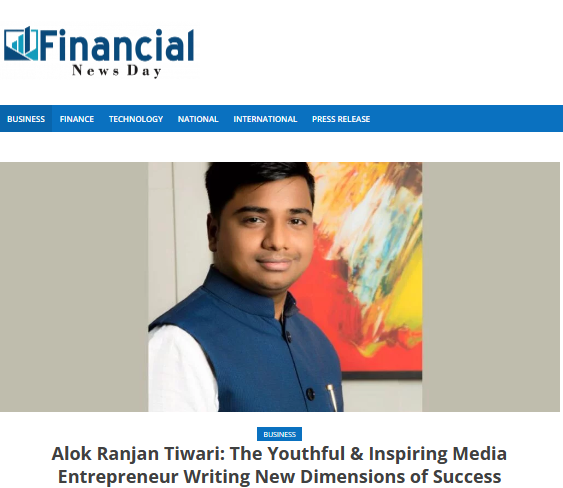 Financial
News Day
BUSINESS FINANCE TECHNOLOGY NATIONAL INTERNATIONAL PRESS RELEASE
BUSINESS
Alok Ranjan Tiwari: The Youthful & Inspiring Media
Entrepreneur Writing New Dimensions of Success